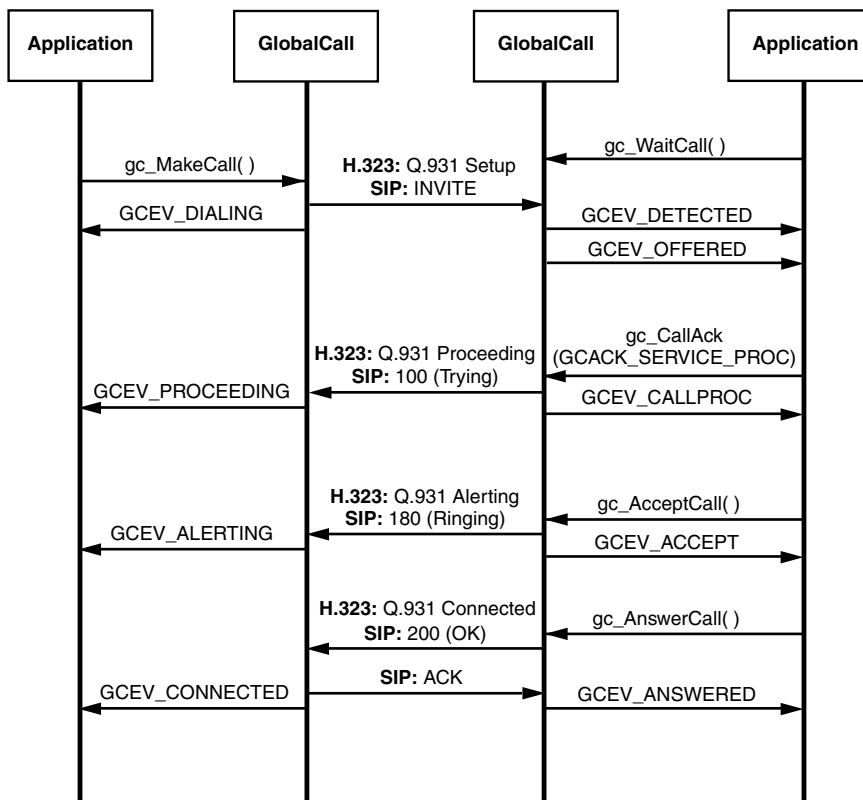 Application
GlobalCall
GlobalCall
Application
gc_WaitCall( )
gc_MakeCall( )
H.323: Q.931 Setup
SIP: INVITE
GCEV_DIALING
GCEV_DETECTED
GCEV_OFFERED
gc_CallAck
(GCACK_SERVICE_PROC)
H.323: Q.931 Proceeding
SIP: 100 (Trying)
GCEV_PROCEEDING
GCEV_CALLPROC
H.323: Q.931 Alerting
SIP: 180 (Ringing)
gc_AcceptCall( )
GCEV_ALERTING
GCEV_ACCEPT
H.323: Q.931 Connected
SIP: 200 (OK)
gc_AnswerCall( )
SIP: ACK
GCEV_CONNECTED
GCEV_ANSWERED